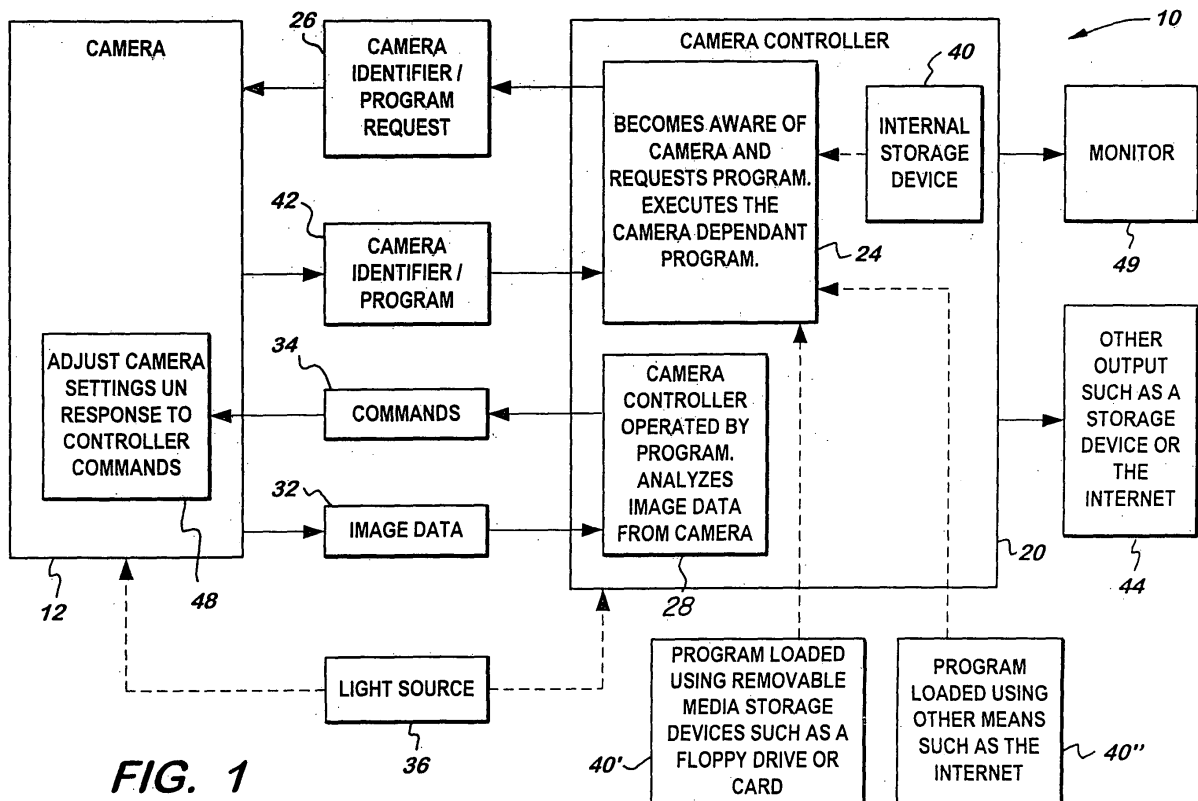 CAMERA
26
CAMERA
IDENTIFIER /
PROGRAM
REQUEST
CAMERA CONTROLLER
10
BECOMES AWARE OF
CAMERA AND
REQUESTS PROGRAM.
EXECUTES THE
CAMERA DEPENDANT
PROGRAM.
24
40
INTERNAL
STORAGE
DEVICE
MONITOR
49
42
CAMERA
IDENTIFIER /
PROGRAM
ADJUST CAMERA
SETTINGS UN
RESPONSE TO
CONTROLLER
COMMANDS
48
12
34
COMMANDS
32
IMAGE DATA
CAMERA
CONTROLLER
OPERATED BY
PROGRAM.
ANALYZES
IMAGE DATA
FROM CAMERA
28
20
OTHER
OUTPUT
SUCH AS A
STORAGE
DEVICE OR
THE
INTERNET
44
LIGHT SOURCE
36
PROGRAM LOADED
USING REMOVABLE
MEDIA STORAGE
DEVICES SUCH AS A
FLOPPY DRIVE OR
CARD
40'
PROGRAM
LOADED USING
OTHER MEANS
SUCH AS THE
INTERNET
40"
FIG. 1